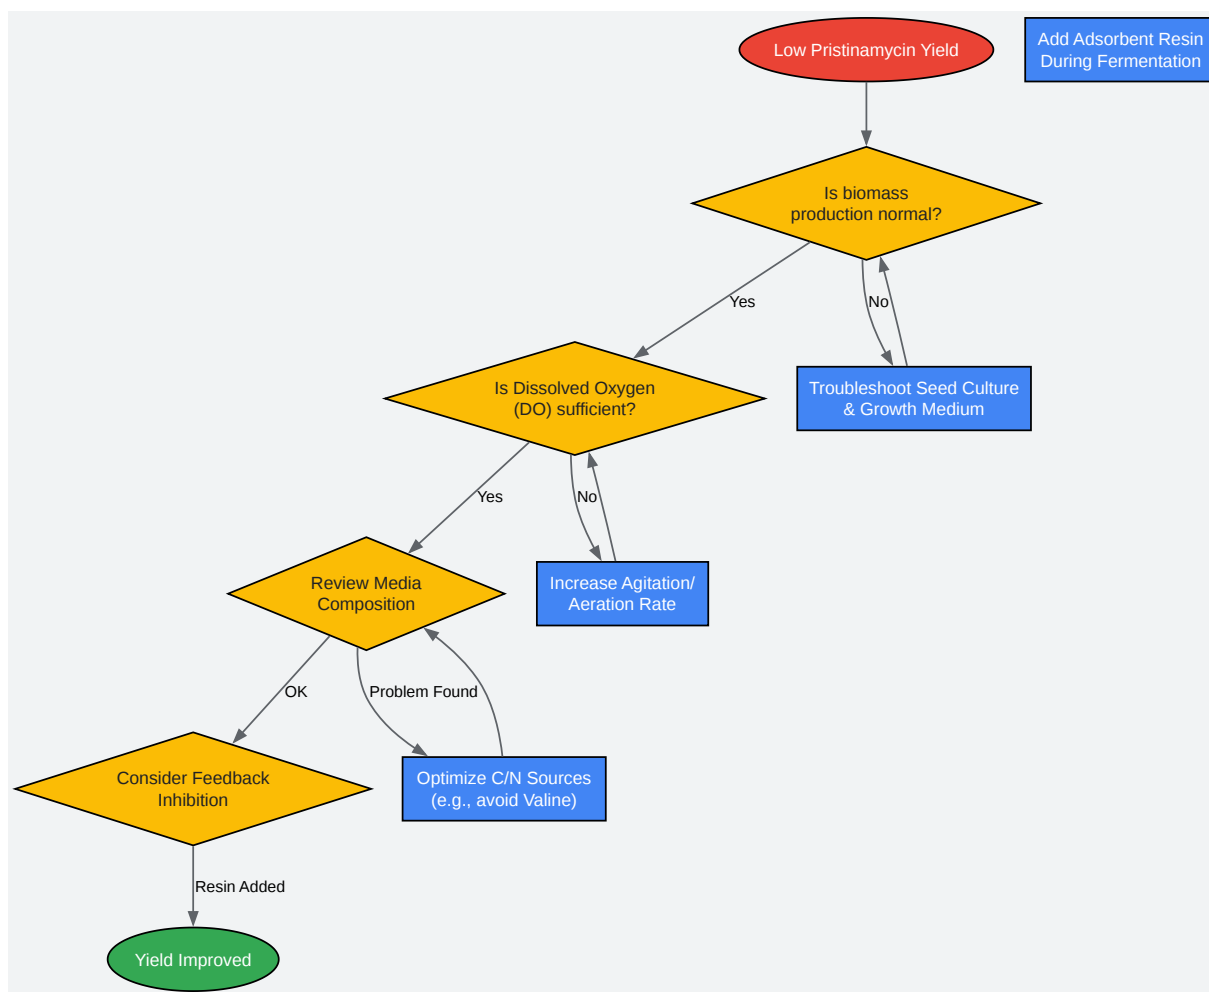 Low Pristinamycin Yield
Add Adsorbent Resin
During Fermentation
Is biomass
production normal?
Yes
No
Is Dissolved Oxygen
(DO) sufficient?
Troubleshoot Seed Culture
& Growth Medium
Yes
No
Review Media
Composition
Increase Agitation/
Aeration Rate
OK
Problem Found
Consider Feedback
Inhibition
Optimize C/N Sources
(e.g., avoid Valine)
Resin Added
Yield Improved